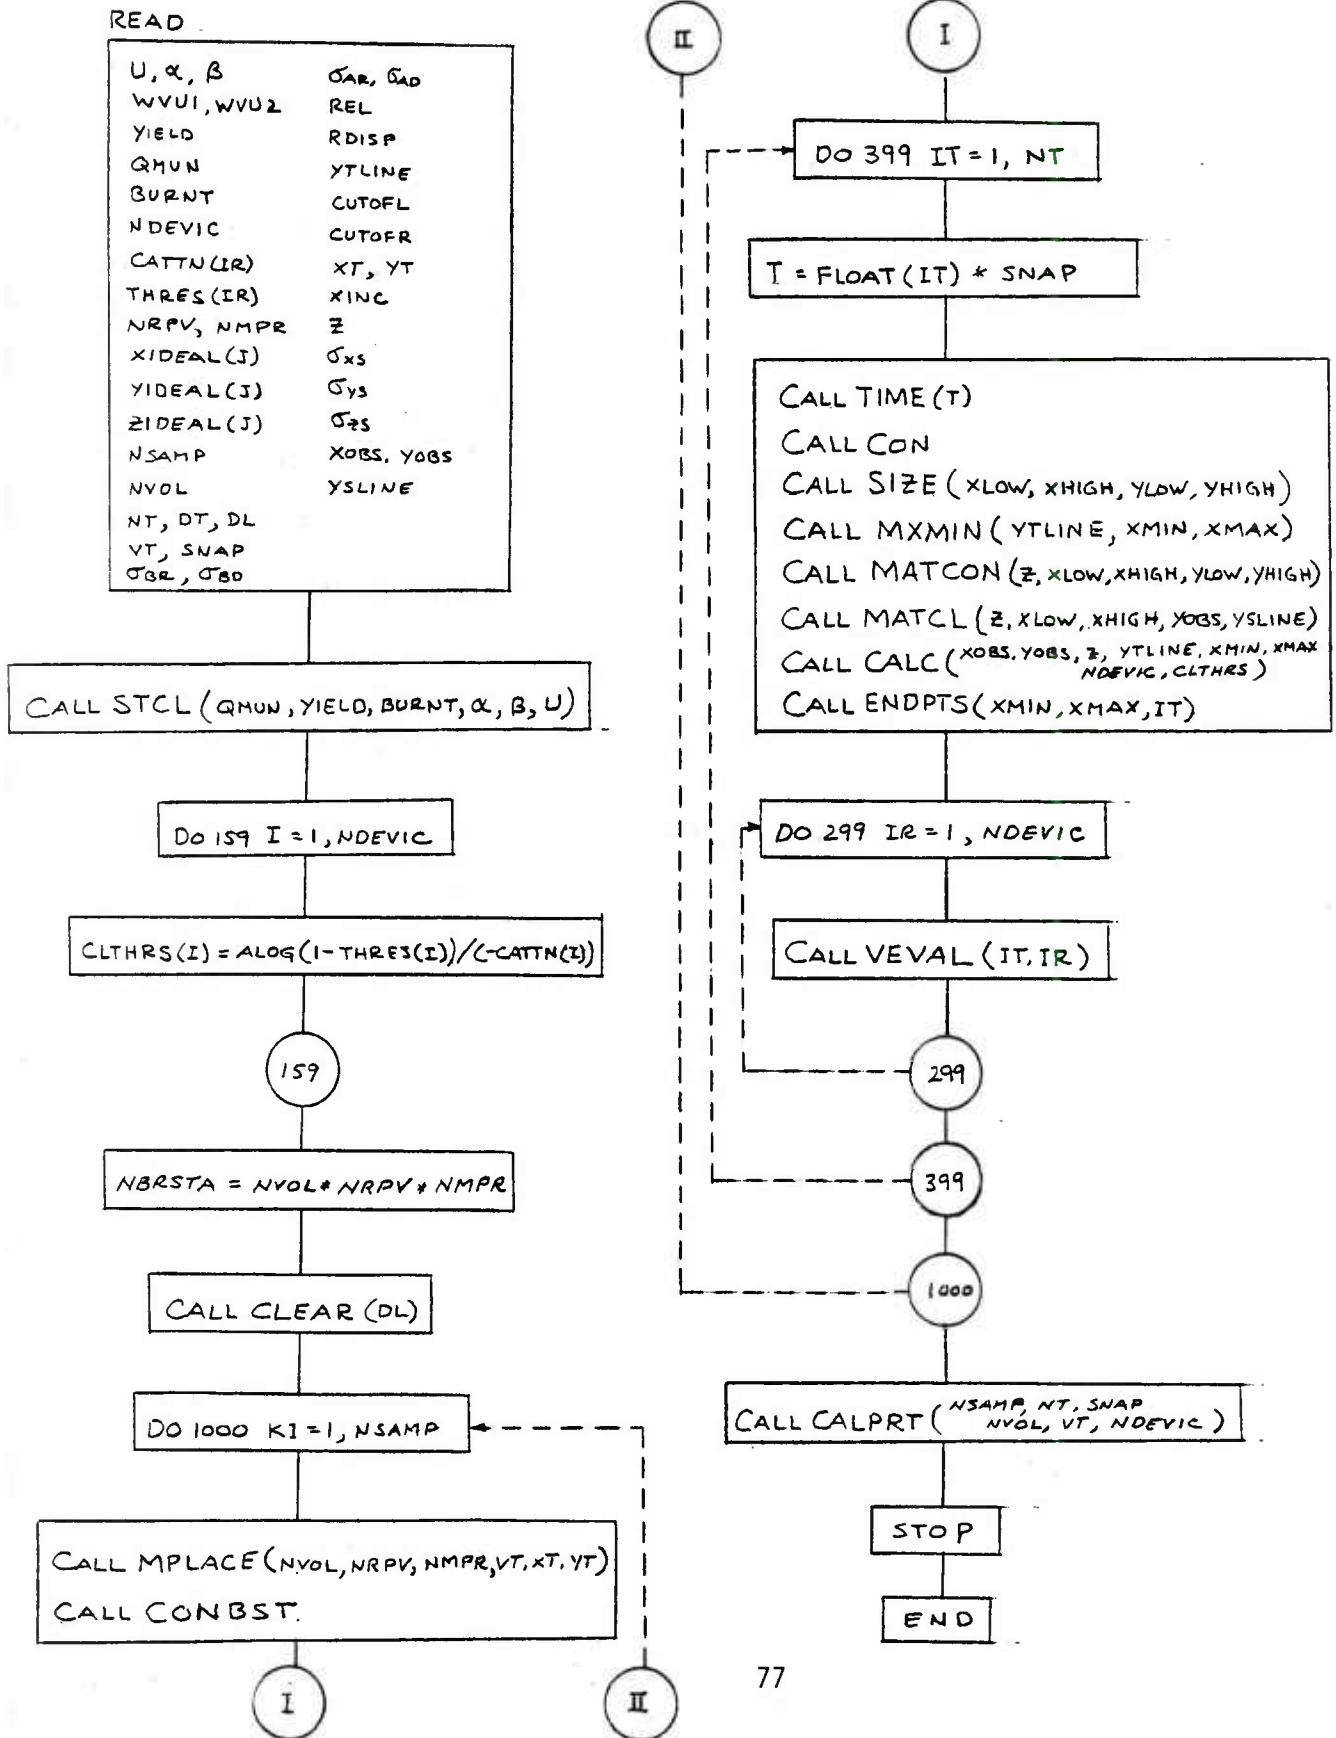 READ
U, α, β
WVU1, WVU2
YIELD
QMUN
BURNT
NDEVIC
CATTN(IR)
THRES(IR)
NRPV, NMPR
XIDEAL(J)
YIDEAL(J)
ZIDEAL(J)
NSAMP
NVOL
NT, DT, DL
VT, SNAP
σBR, σBD
σAR, σAD
REL
RDISP
YTLINE
CUTOFL
CUTOFR
XT, YT
XINC
Z
σXS
σYS
σZS
XOBS, YOBS
YSLINE
CALL STCL (QMUN, YIELD, BURNT, α, β, U)
DO 159 I = 1, NDEVIC
CLTHRS(I) = ALOG(1-THRES(I))/(-CATTN(I))
159
NBRSTA = NVOL * NRPV * NMPR
CALL CLEAR (DL)
DO 1000 KI = 1, NSAMP
CALL MPLACE (NVOL, NRPV, NMPR, VT, XT, YT)
CALL CONBST.
I
II
II
I
DO 399 IT = 1, NT
T = FLOAT (IT) * SNAP
CALL TIME (T)
CALL CON
CALL SIZE (XLOW, XHIGH, YLOW, YHIGH)
CALL MXMIN (YTLINE, XMIN, XMAX)
CALL MATCON (Z, XLOW, XHIGH, YLOW, YHIGH)
CALL MATCL (Z, XLOW, XHIGH, YOBS, YSLINE)
CALL CALC (XOBS, YOBS, Z, YTLINE, XMIN, XMAX
NDEVIC, CLTHRS)
CALL ENDPTS (XMIN, XMAX, IT)
DO 299 IR = 1, NDEVIC
CALL VEVAL (IT, IR)
299
399
1000
CALL CALPRT (NSAMP, NT, SNAP
NVOL, VT, NDEVIC)
STOP
END
77